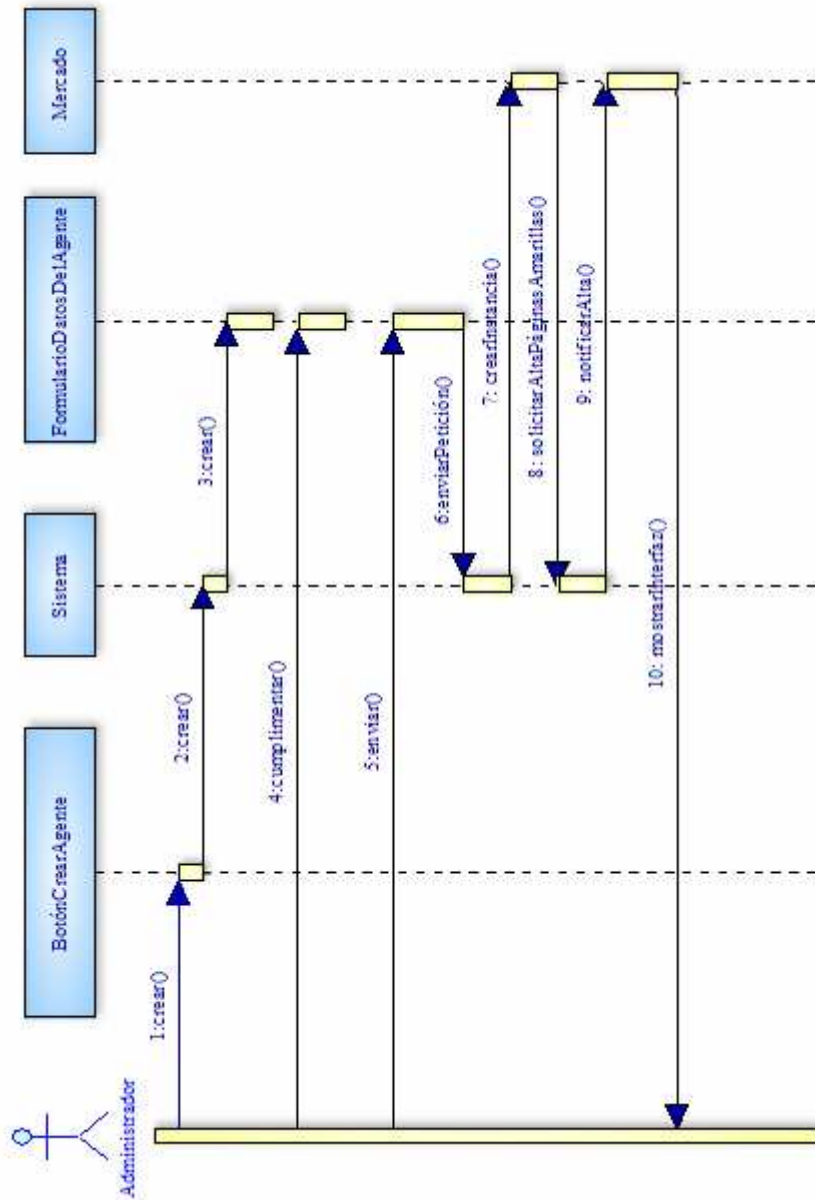 Administrador
BotónCrearAgente
Sistema
FormularioDatosDelAgente
Mercado
1:crear()
2:crear()
3:crear()
4:cumplimentar()
5:enviar()
6:enviarPetición()
7: crearInstancia()
8: solicitarAltaPáginasAmarillas()
9: notificarAlta()
10: mostrarInterfaz()